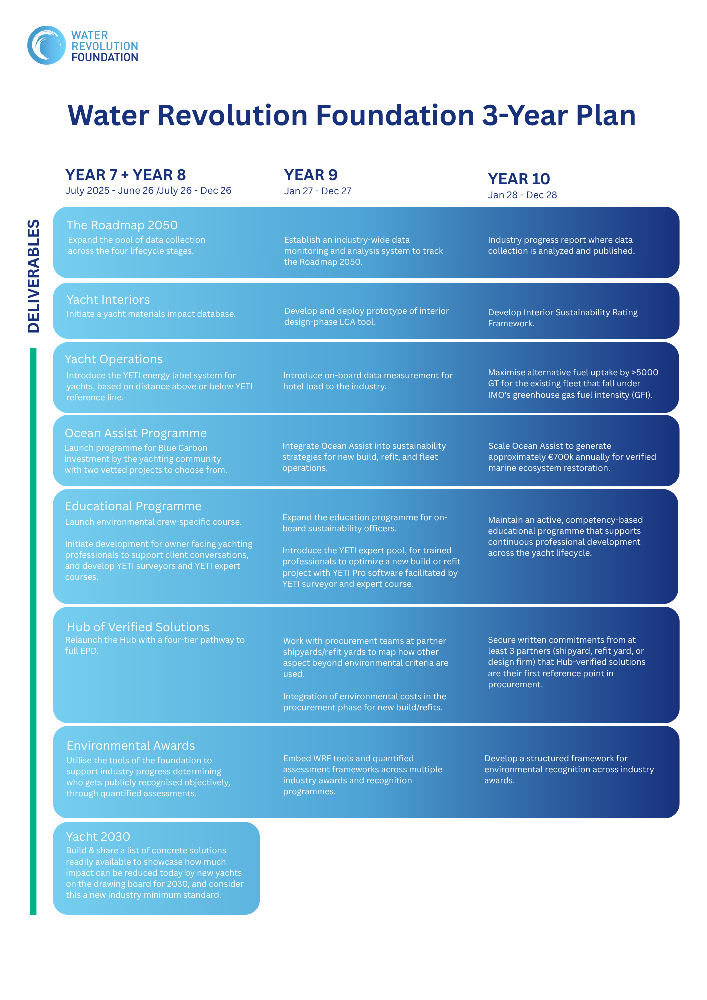 WATER
REVOLUTION
FOUNDATION
Water Revolution Foundation 3-Year Plan
YEAR 7 + YEAR 8
July 2025 - June 26 /July 26 - Dec 26
YEAR 9
Jan 27 - Dec 27
YEAR 10
Jan 28 - Dec 28
DELIVERABLES
The Roadmap 2050
Expand the pool of data collection
across the four lifecycle stages.
Establish an industry-wide data
monitoring and analysis system to track
the Roadmap 2050.
Industry progress report where data
collection is analyzed and published.
Yacht Interiors
Initiate a yacht materials impact database.
Develop and deploy prototype of interior
design-phase LCA tool.
Develop Interior Sustainability Rating
Framework.
Yacht Operations
Introduce the YETI energy label system for
yachts, based on distance above or below YETI
reference line.
Introduce on-board data measurement for
hotel load to the industry.
Maximise alternative fuel uptake by >5000
GT for the existing fleet that fall under
IMO's greenhouse gas fuel intensity (GFI).
Ocean Assist Programme
Launch programme for Blue Carbon
investment by the yachting community
with two vetted projects to choose from.
Integrate Ocean Assist into sustainability
strategies for new build, refit, and fleet
operations.
Scale Ocean Assist to generate
approximately €700k annually for verified
marine ecosystem restoration.
Educational Programme
Launch environmental crew-specific course.
Initiate development for owner facing yachting
professionals to support client conversations,
and develop YETI surveyors and YETI expert
courses.
Expand the education programme for on-
board sustainability officers.
Introduce the YETI expert pool, for trained
professionals to optimize a new build or refit
project with YETI Pro software facilitated by
YETI surveyor and expert course.
Maintain an active, competency-based
educational programme that supports
continuous professional development
across the yacht lifecycle.
Hub of Verified Solutions
Relaunch the Hub with a four-tier pathway to
full EPD.
Work with procurement teams at partner
shipyards/refit yards to map how other
aspect beyond environmental criteria are
used.
Integration of environmental costs in the
procurement phase for new build/refits.
Secure written commitments from at
least 3 partners (shipyard, refit yard, or
design firm) that Hub-verified solutions
are their first reference point in
procurement.
Environmental Awards
Utilise the tools of the foundation to
support industry progress determining
who gets publicly recognised objectively,
through quantified assessments.
Embed WRF tools and quantified
assessment frameworks across multiple
industry awards and recognition
programmes.
Develop a structured framework for
environmental recognition across industry
awards.
Yacht 2030
Build & share a list of concrete solutions
readily available to showcase how much
impact can be reduced today by new yachts
on the drawing board for 2030, and consider
this a new industry minimum standard.